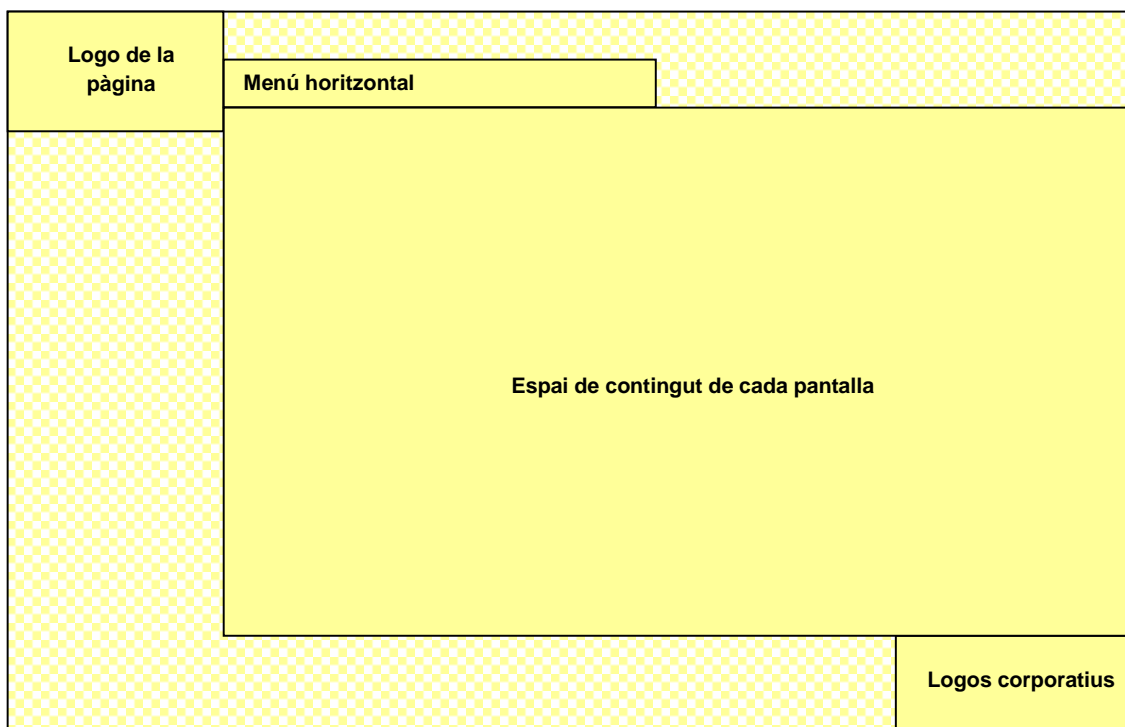 Logo de la
pàgina
Menú horitzontal
Espai de contingut de cada pantalla
Logos corporatius